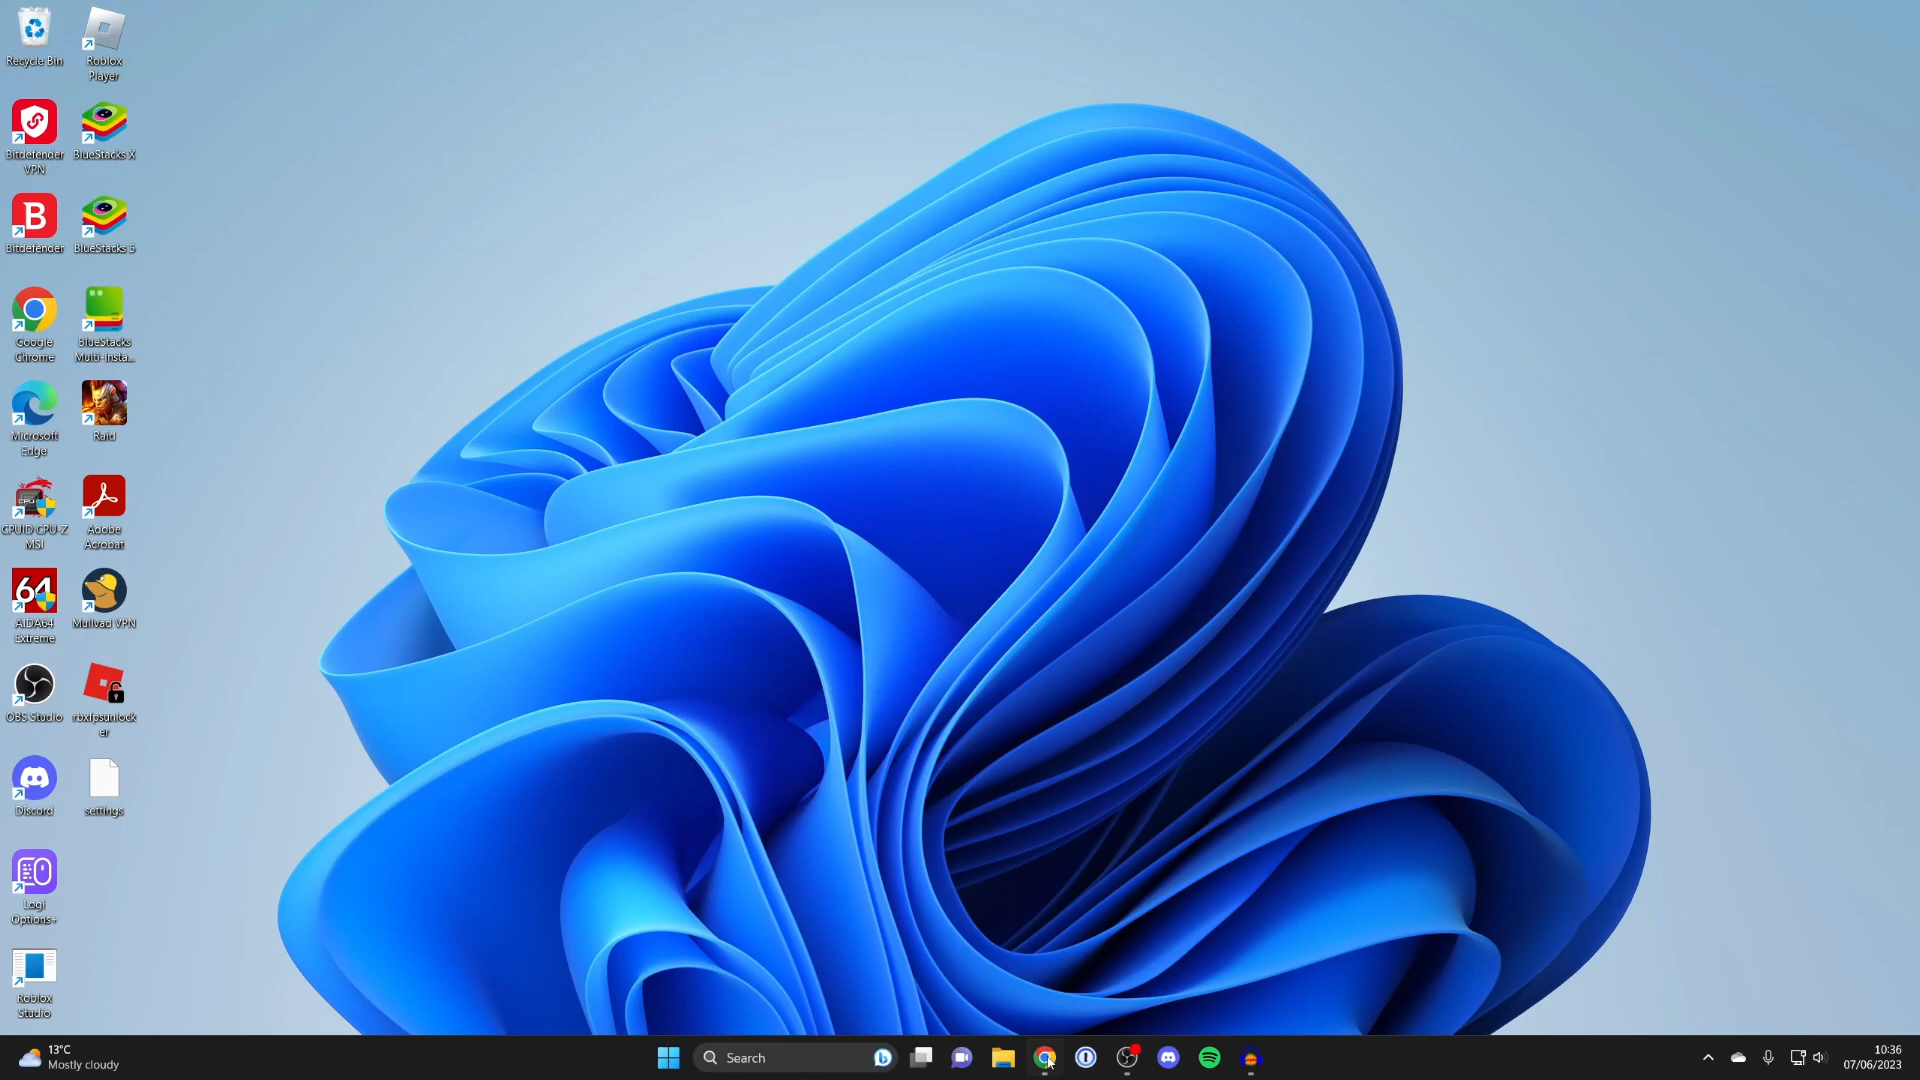 Recycle Bin
Roblox
Player
Bitdefender
VPN
BlueStacks X
B
Bitdefender
BlueStacks 5
Google
Chrome
BlueStacks
Multi-Insta...
Microsoft
Edge
Raid
CPU
CPUID CPU-Z
MSI
Adobe
Acrobat
64
AIDA64
Extreme
Mullvad VPN
OBS Studio
rbxfpsunlock
er
Discord
settings
Logi
Options+
Roblox
Studio
13°C
Mostly cloudy
Search
10:36
07/06/2023